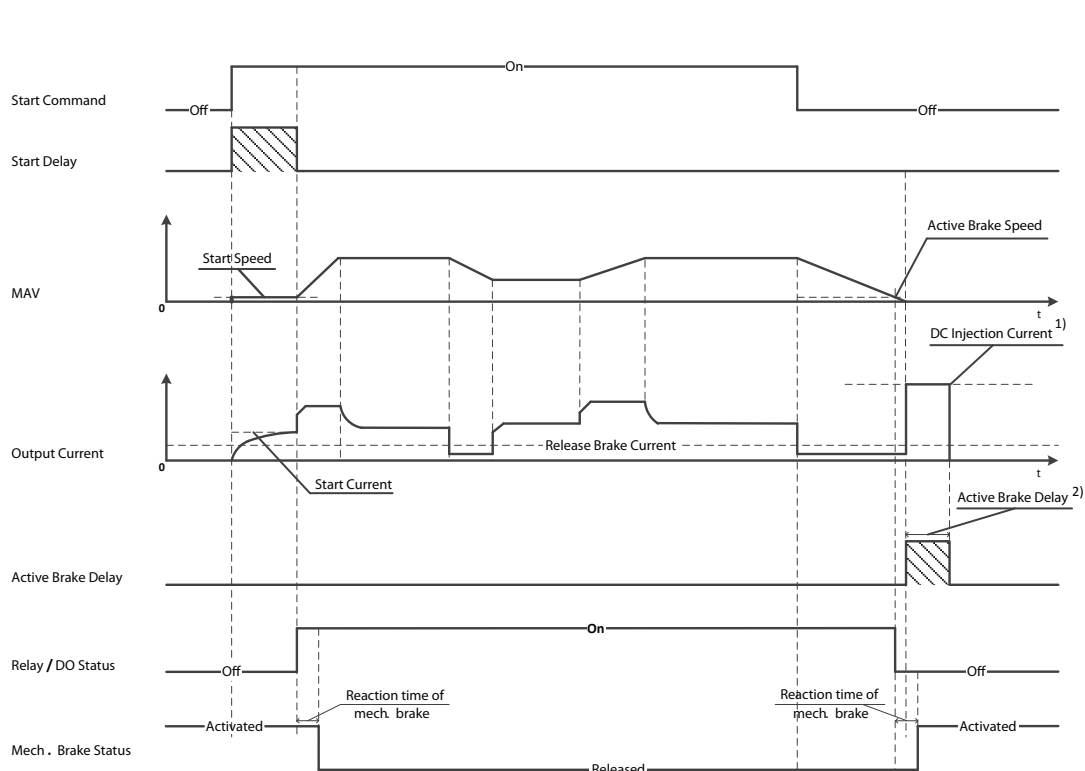 On
Start Command
Off
Off
Start Delay
Active Brake Speed
Start Speed
MAV
0
t
DC Injection Current 1)
Release Brake Current
Output Current
0
t
Start Current
Active Brake Delay 2)
Active Brake Delay
On
Relay / DO Status
Off
Off
Reaction time of
mech. brake
Reaction time of
mech. brake
Activated
Activated
Mech . Brake Status
Released